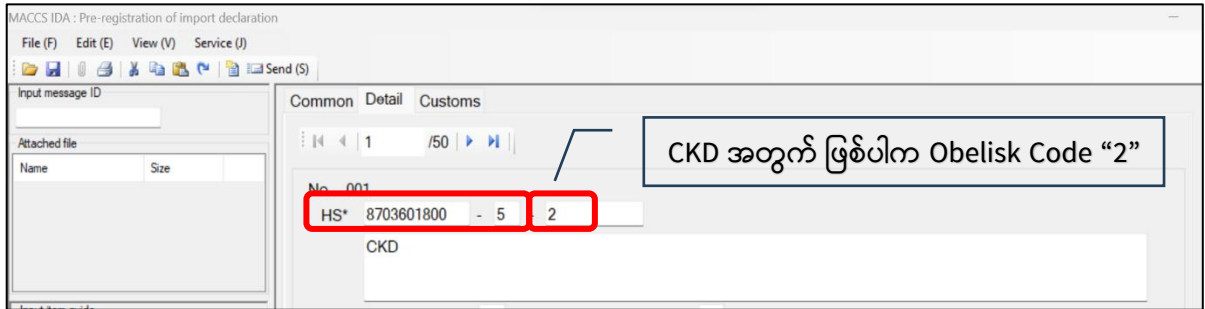 MACCS IDA : Pre-registration of import declaration
File (F) Edit (E) View (V) Service (J)
Send (S)
Input message ID
Attached file
Name Size
Common Detail Customs
1 /50
CKD အတွက် ဖြစ်ပါက Obelisk Code “2”
No 001
HS* 8703601800 - 5 - 2
CKD